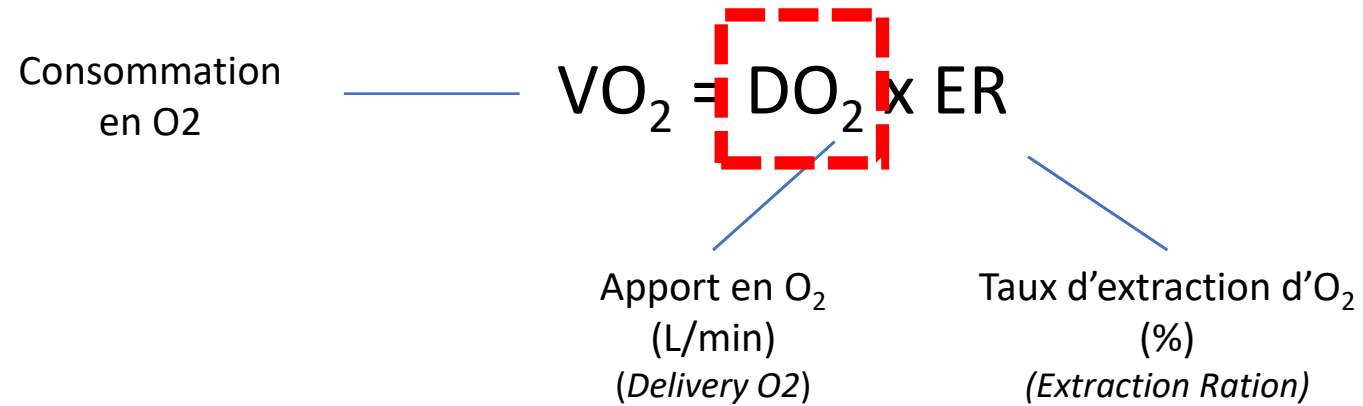 Consommation
en O2
VO₂ = DO₂ x ER
Apport en O₂
(L/min)
(Delivery O2)
Taux d’extraction d’O₂
(%)
(Extraction Ration)